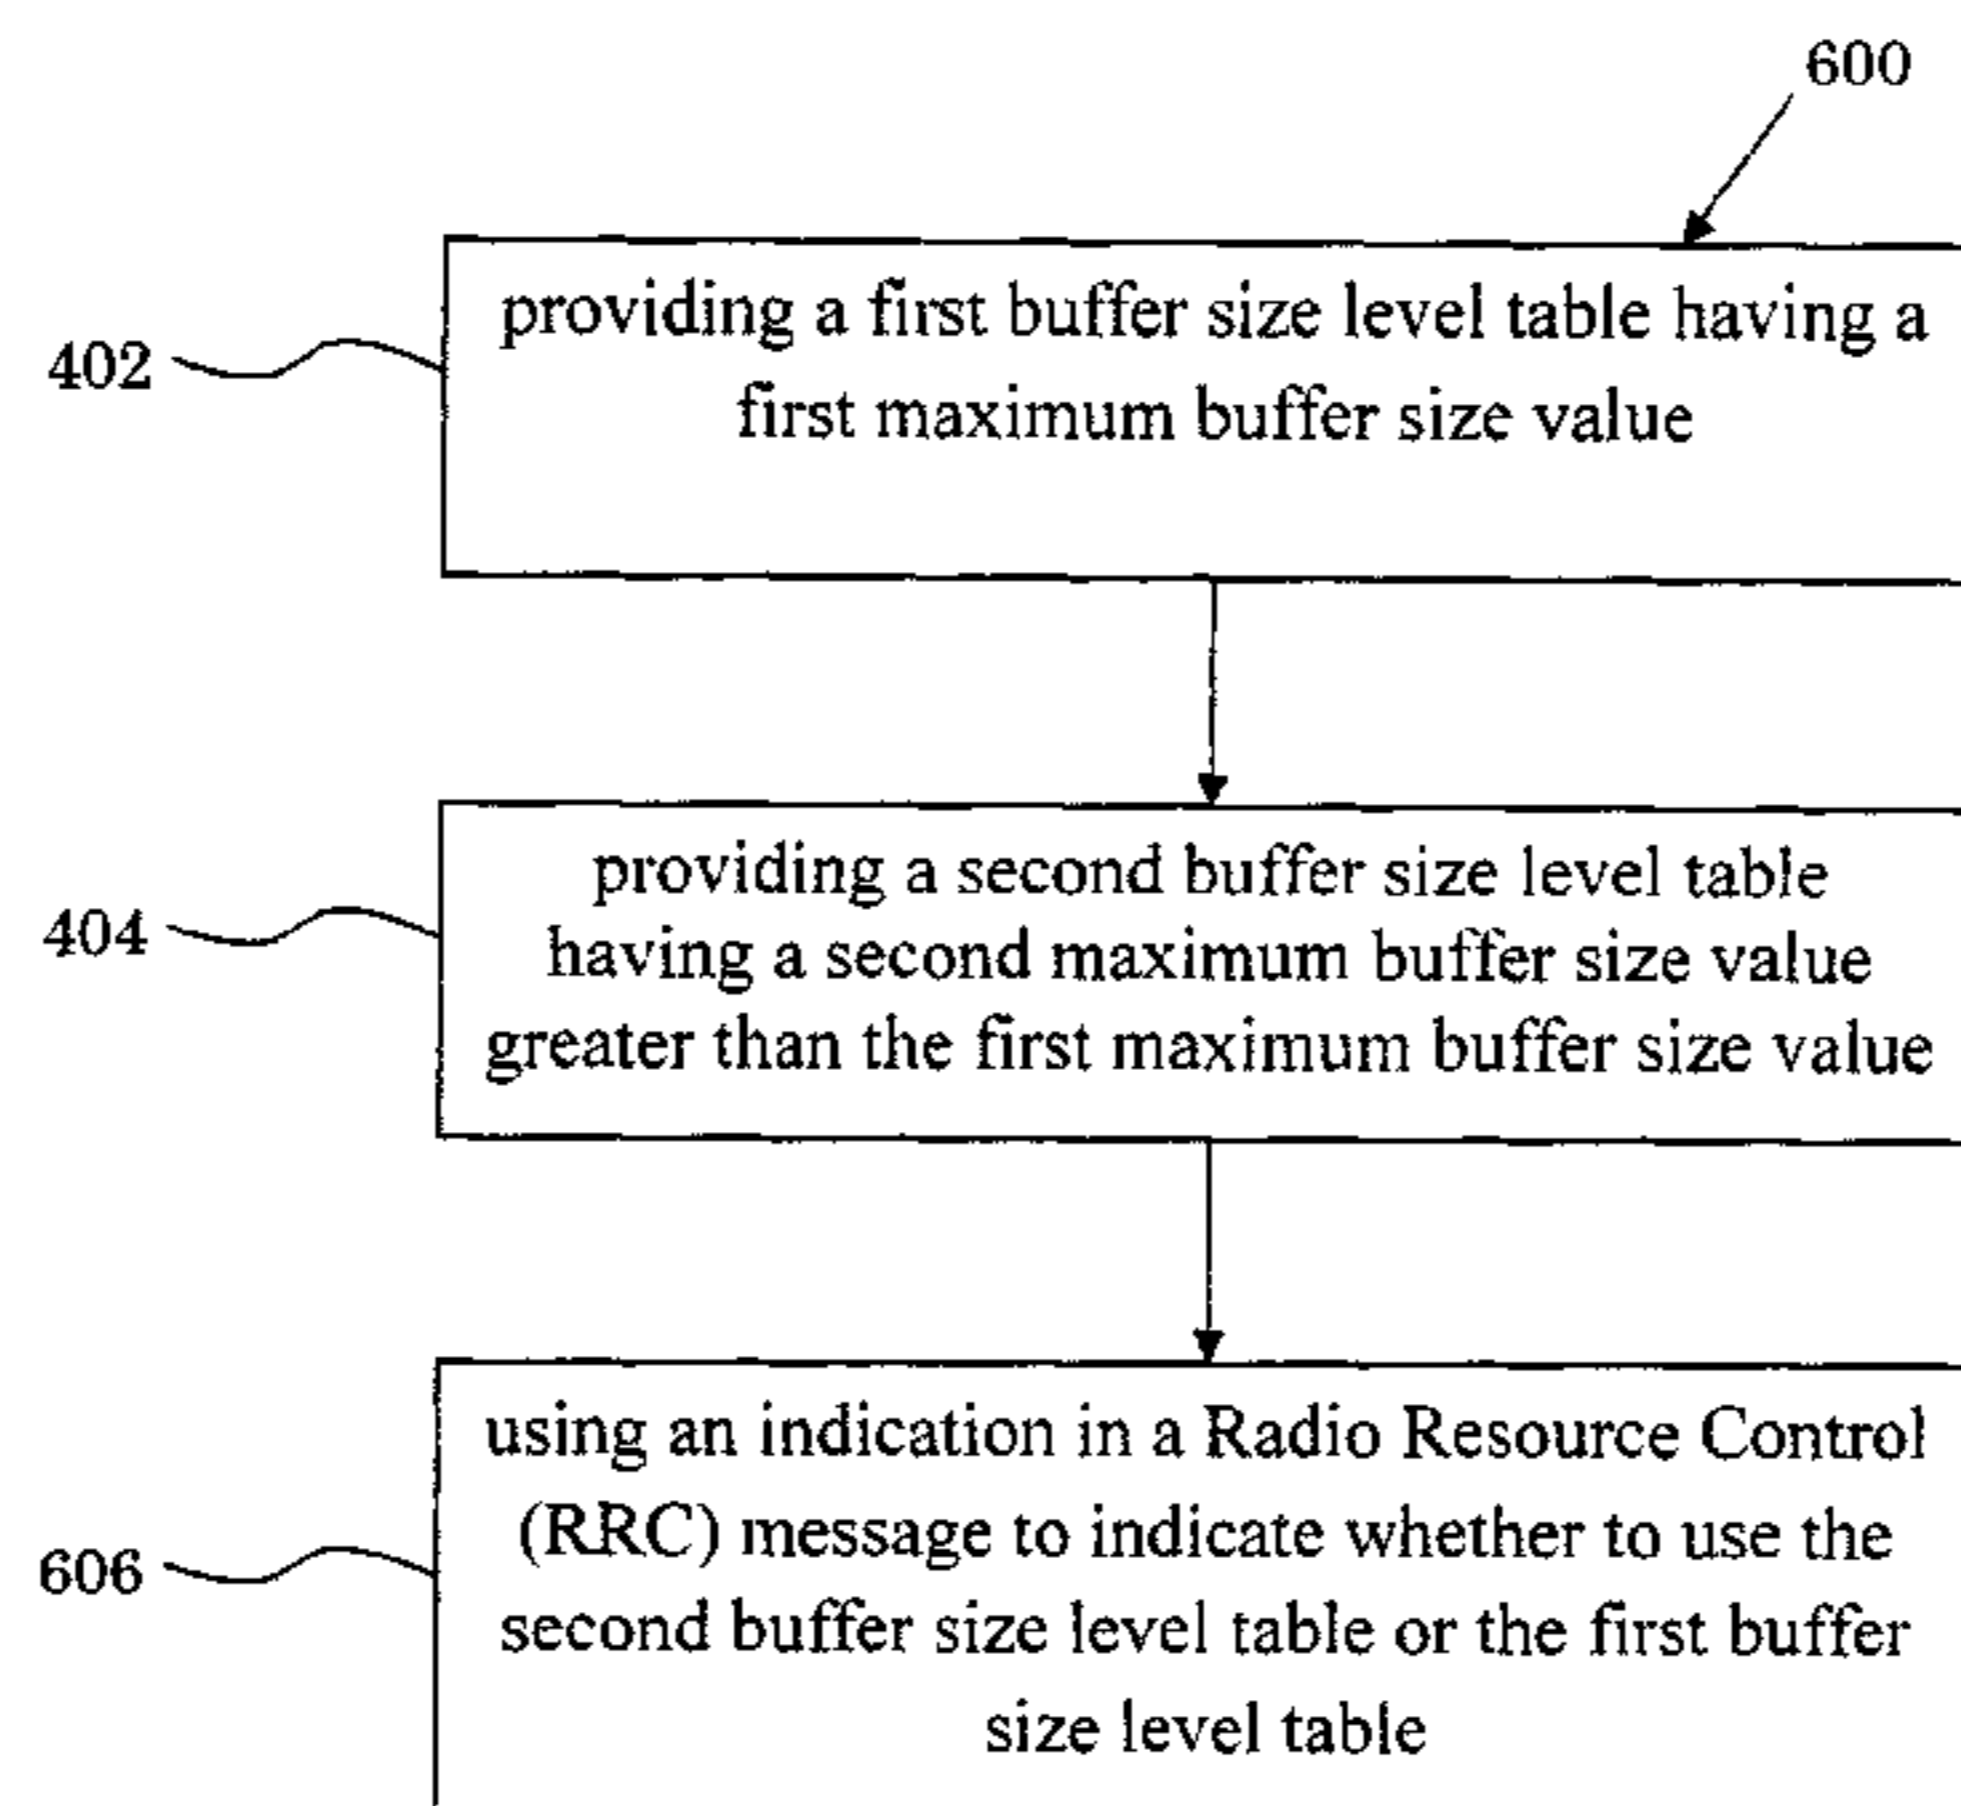 600
402
providing a first buffer size level table having a
first maximum buffer size value
404
providing a second buffer size level table
having a second maximum buffer size value
greater than the first maximum buffer size value
606
using an indication in a Radio Resource Control
(RRC) message to indicate whether to use the
second buffer size level table or the first buffer
size level table